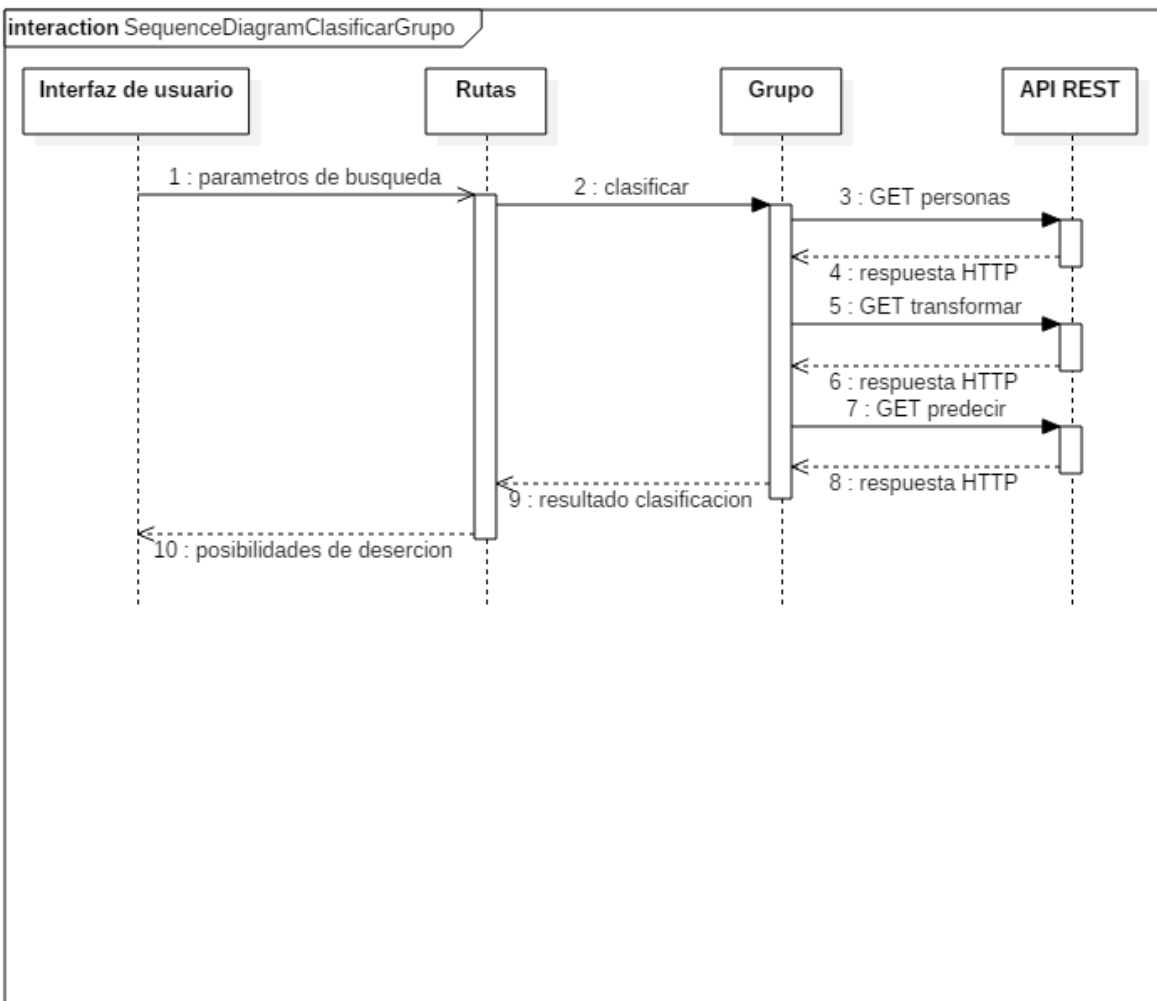 interaction SequenceDiagramClasificarGrupo
Interfaz de usuario
Rutas
Grupo
API REST
1 : parametros de busqueda
2 : clasificar
3 : GET personas
4 : respuesta HTTP
5 : GET transformar
6 : respuesta HTTP
7 : GET predecir
8 : respuesta HTTP
9 : resultado clasificacion
10 : posibilidades de desercion